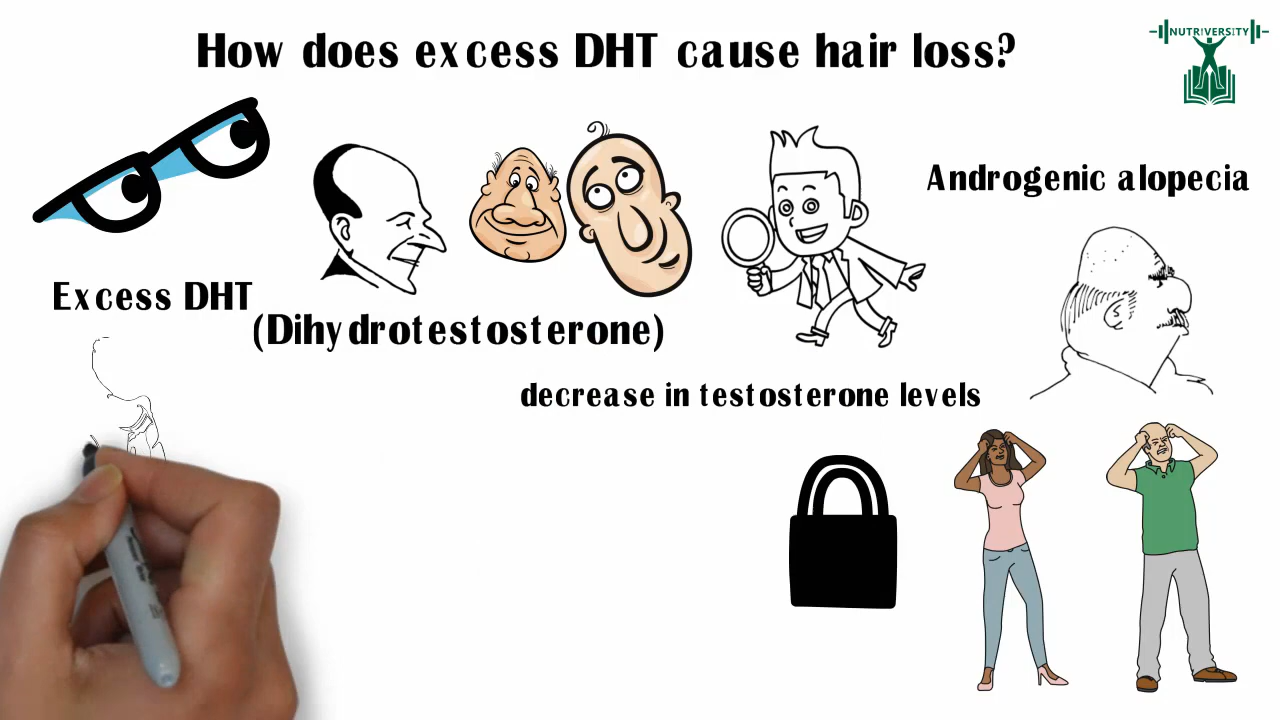 How does excess DHT cause hair loss?
NUTRIVERSITY
Androgenic alopecia
Excess DHT
(Dihydrotestosterone)
decrease in testosterone levels